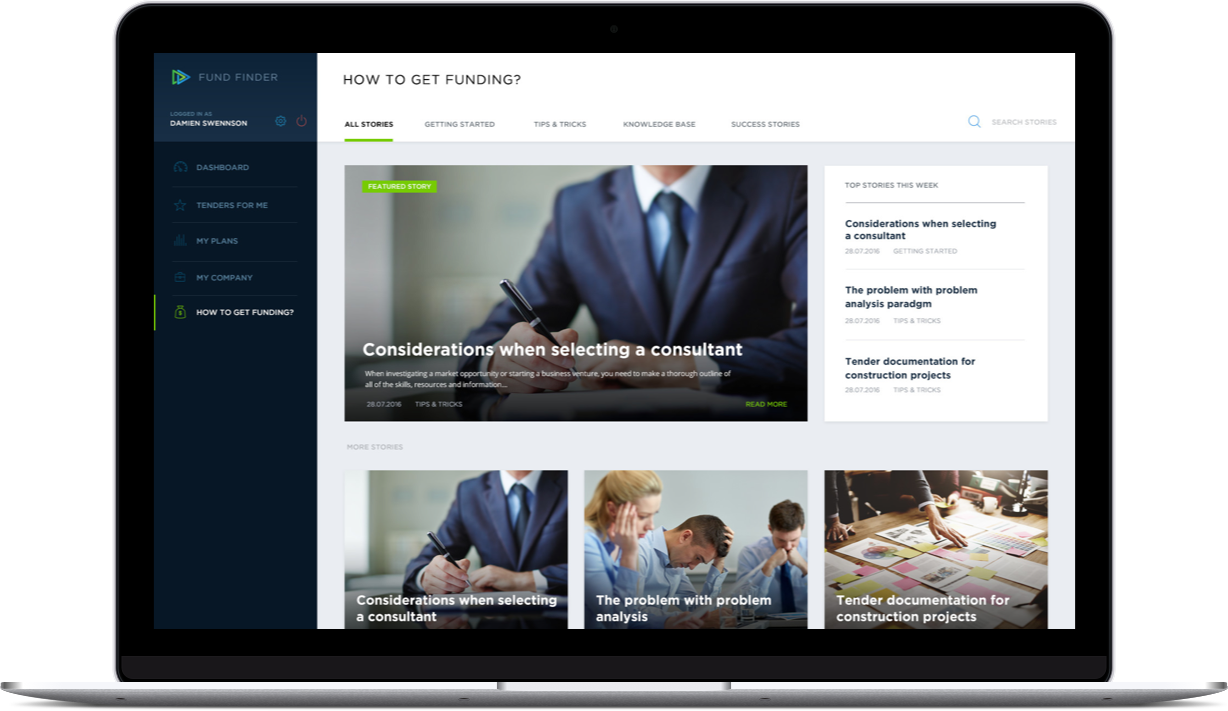 FUND FINDER
LOGGED IN AS
DAMIEN SWENNSON
DASHBOARD
TENDERS FOR ME
MY PLANS
MY COMPANY
HOW TO GET FUNDING?
HOW TO GET FUNDING?
ALL STORIES
GETTING STARTED
TIPS & TRICKS
KNOWLEDGE BASE
SUCCESS STORIES
SEARCH STORIES
FEATURED STORY
Considerations when selecting a consultant
When investigating a market opportunity or starting a business venture, you need to make a thorough outline of
all of the skills, resources and information...
28.07.2016 TIPS & TRICKS
READ MORE
TOP STORIES THIS WEEK
Considerations when selecting
a consultant
28.07.2016 GETTING STARTED
The problem with problem
analysis paradgm
28.07.2016 TIPS & TRICKS
Tender documentation for
construction projects
28.07.2016 TIPS & TRICKS
MORE STORIES
Considerations when selecting
a consultant
The problem with problem
analysis
Tender documentation for
construction projects